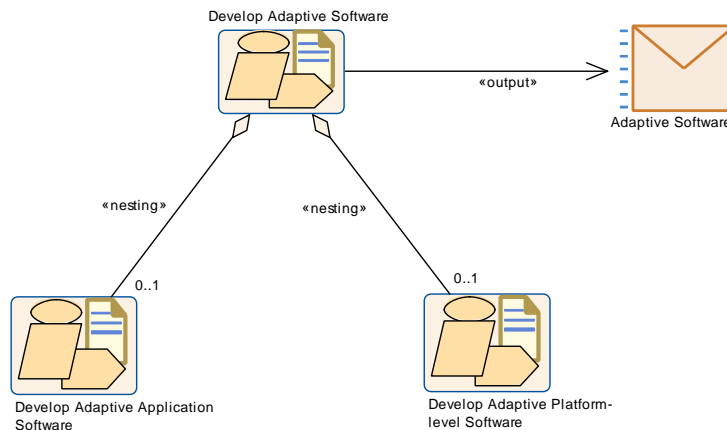 Develop Adaptive Software
«output»
Adaptive Software
«nesting»
«nesting»
0..1
0..1
Develop Adaptive Application
Software
Develop Adaptive Platform-
level Software